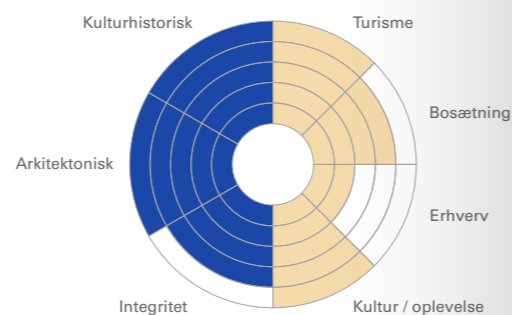 Kulturhistorisk
Turisme
Bosætning
Arkitektonisk
Erhverv
Integritet
Kultur / oplevelse